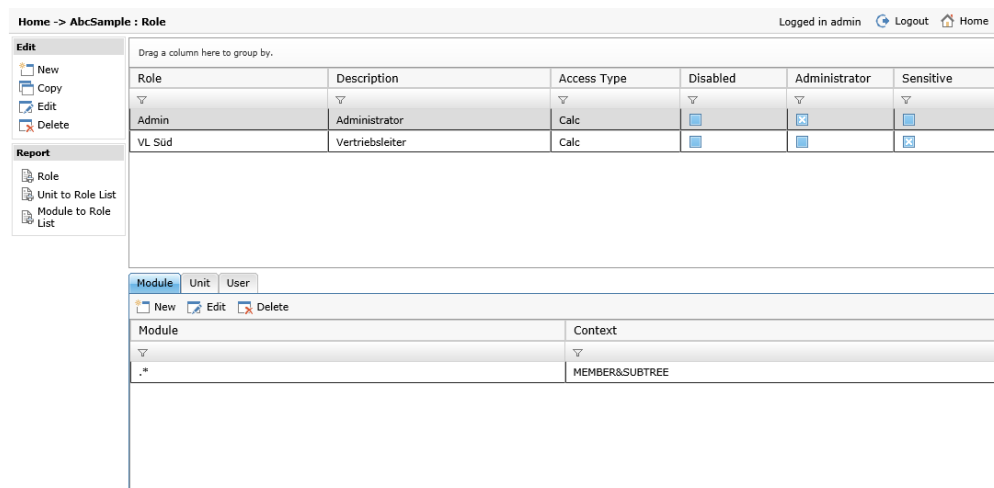 Home -> AbcSample : Role
Logged in admin Logout Home
Edit
New
Copy
Edit
Delete
Report
Role
Unit to Role List
Module to Role
List
Drag a column here to group by.
Role Description Access Type Disabled Administrator Sensitive
Admin Administrator Calc
VL Süd Vertriebsleiter Calc
Module Unit User
New Edit Delete
Module Context
.* MEMBER&SUBTREE